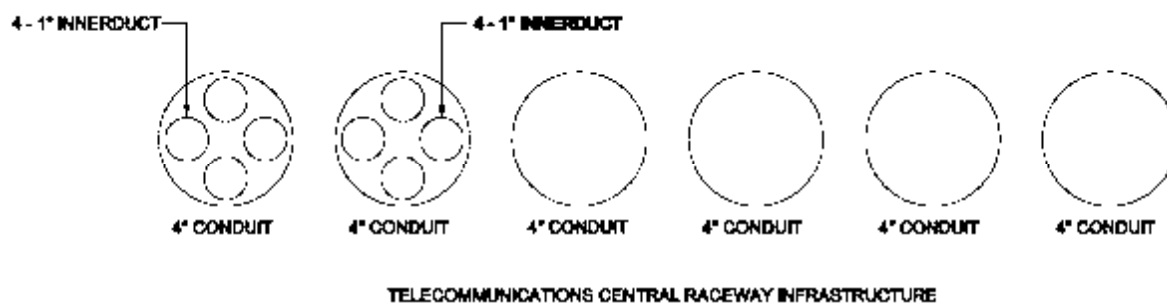 4 - 1" INNERDUCT
4 - 1" INNERDUCT
4" CONDUIT
4" CONDUIT
4" CONDUIT
4" CONDUIT
4" CONDUIT
4" CONDUIT
TELECOMMUNICATIONS CENTRAL RACEWAY INFRASTRUCTURE